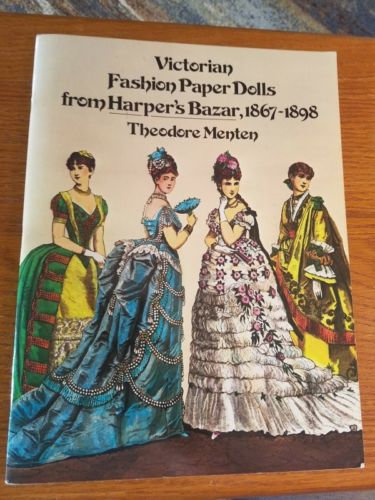 Victorian
Fashion Paper Dolls
from Harper's Bazar, 1867-1898
Theodore Menten